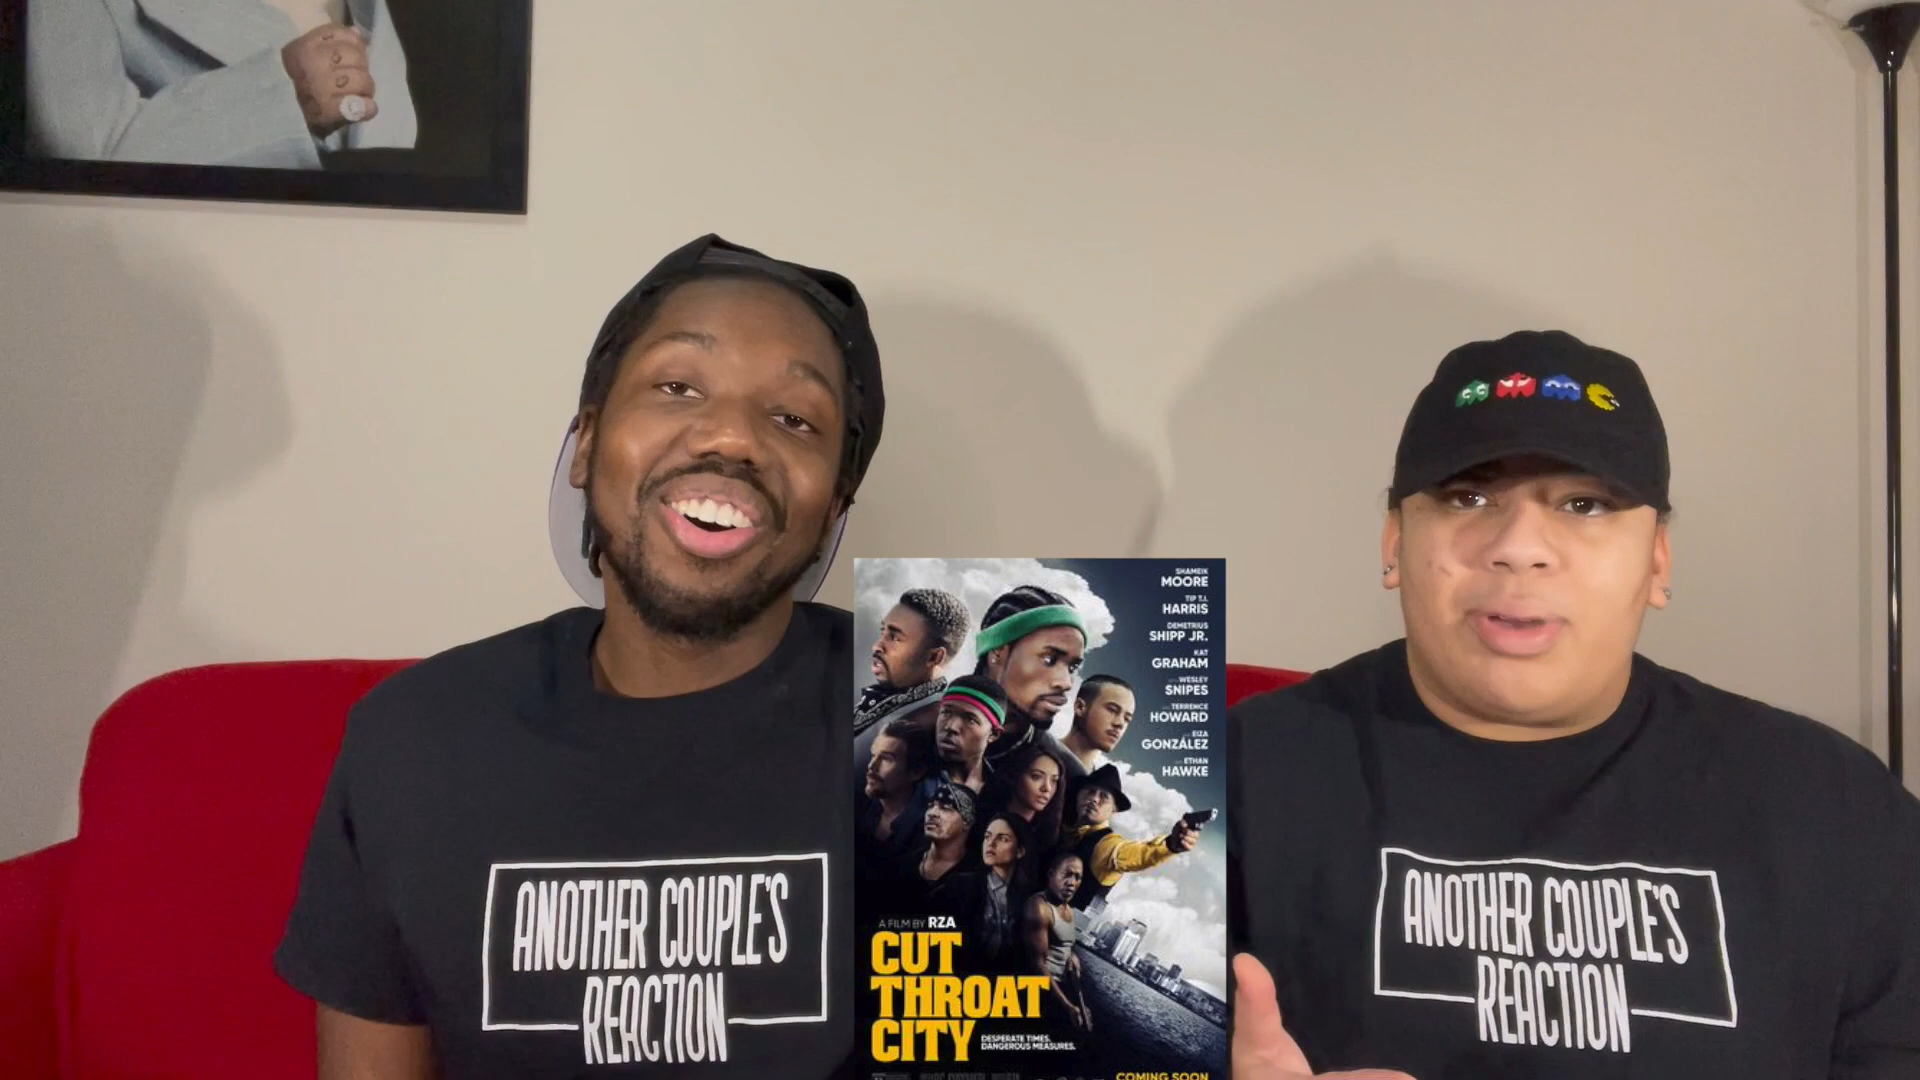 SHAMEIK
MOORE
TIP T.I.
HARRIS
DEMETRIUS
SHIPP JR.
KAT
GRAHAM
WESLEY
SNIPES
TERRENCE
HOWARD
EIZA
GONZÁLEZ
ETHAN
HAWKE
A FILM BY RZA
CUT
THROAT
CITY
DESPERATE TIMES.
DANGEROUS MEASURES.
COMING SOON
ANOTHER COUPLE'S
REACTION
ANOTHER COUPLE'S
REACTION